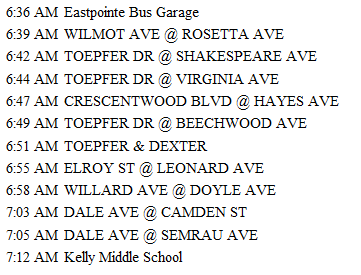 6:36 AM Eastpointe Bus Garage
6:39 AM WILMOT AVE @ ROSETTA AVE
6:42 AM TOEPFER DR @ SHAKESPEARE AVE
6:44 AM TOEPFER DR @ VIRGINIA AVE
6:47 AM CRESCENTWOOD BLVD @ HAYES AVE
6:49 AM TOEPFER DR @ BEECHWOOD AVE
6:51 AM TOEPFER & DEXTER
6:55 AM ELROY ST @ LEONARD AVE
6:58 AM WILLARD AVE @ DOYLE AVE
7:03 AM DALE AVE @ CAMDEN ST
7:05 AM DALE AVE @ SEMRAU AVE
7:12 AM Kelly Middle School